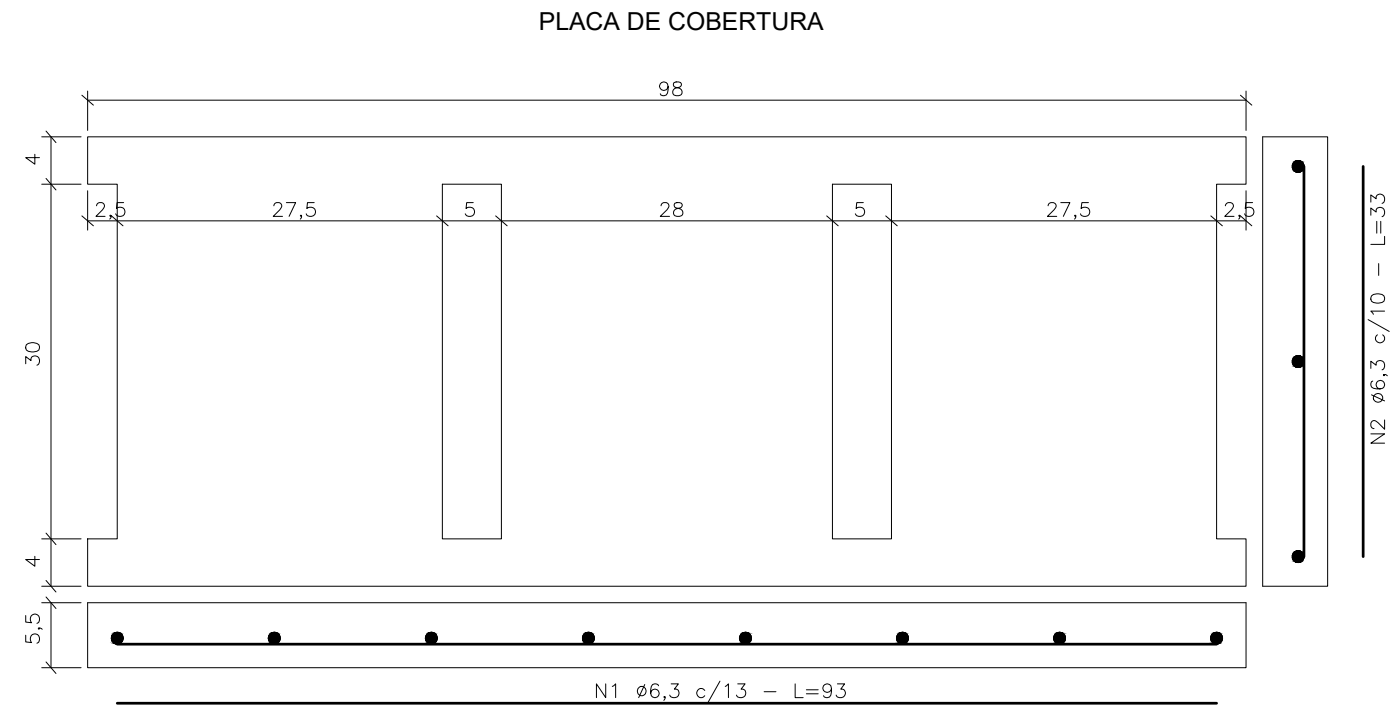 PLACA DE COBERTURA
98
4
2,5 27,5 5 28 5 27,5 2,5
30
4
5,5
N1 ø6,3 c/13 – L=93
N2 ø6,3 c/10 – L=33